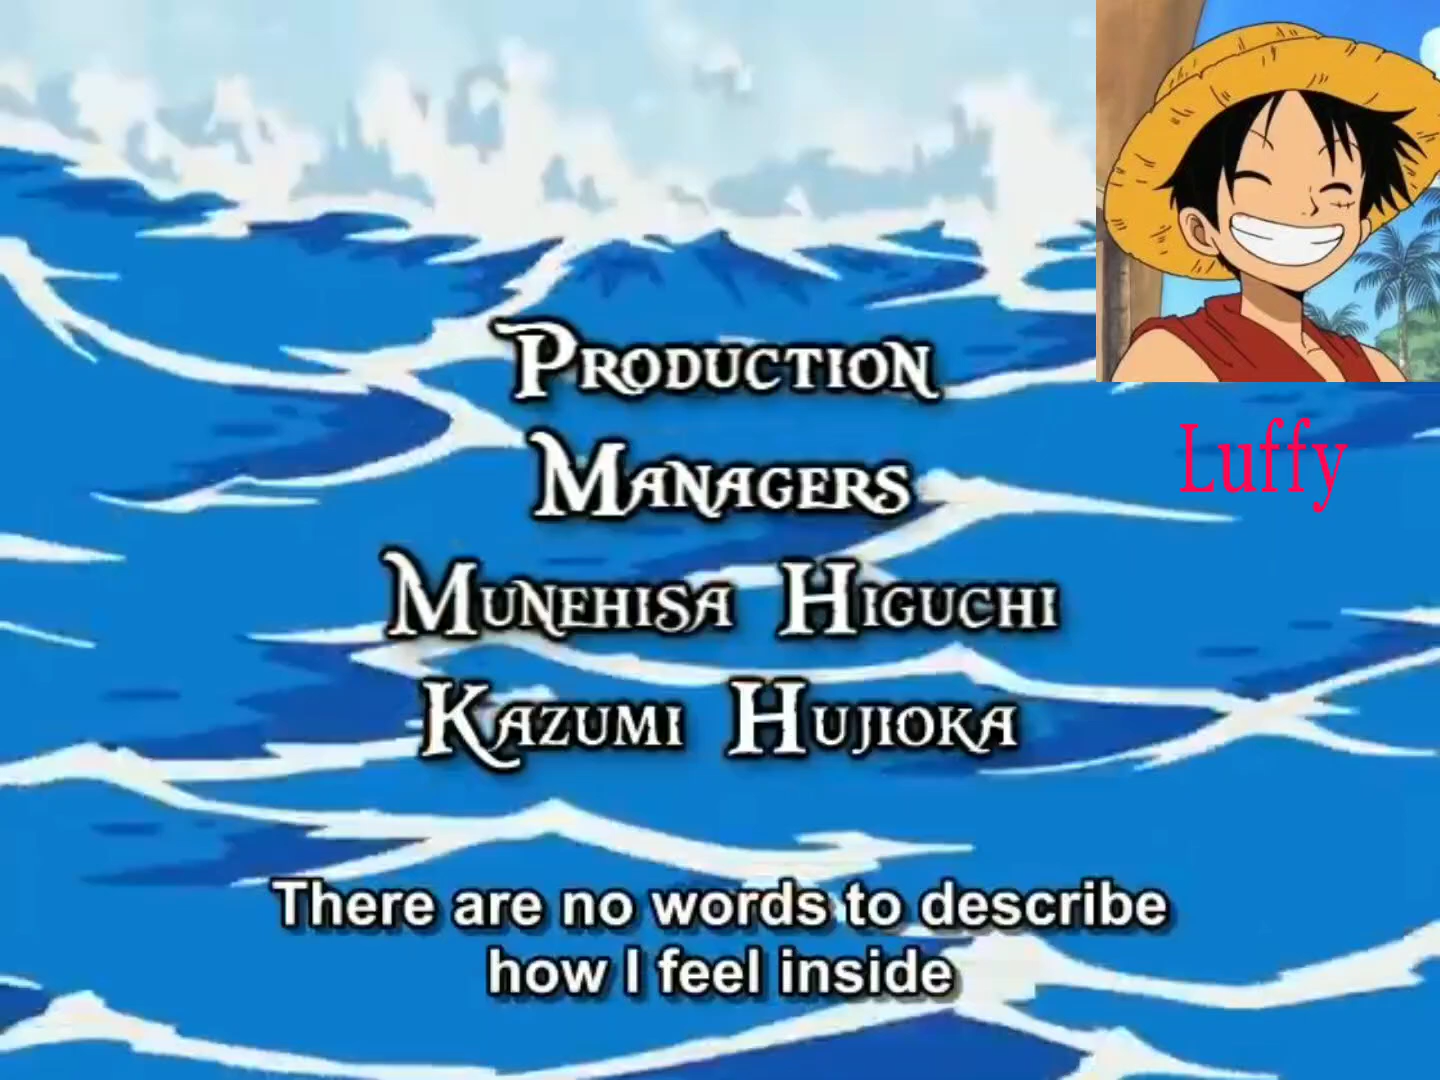 Production
Managers
Munehisa Higuchi
Kazumi Hujioka
Luffy
There are no words to describe
how I feel inside